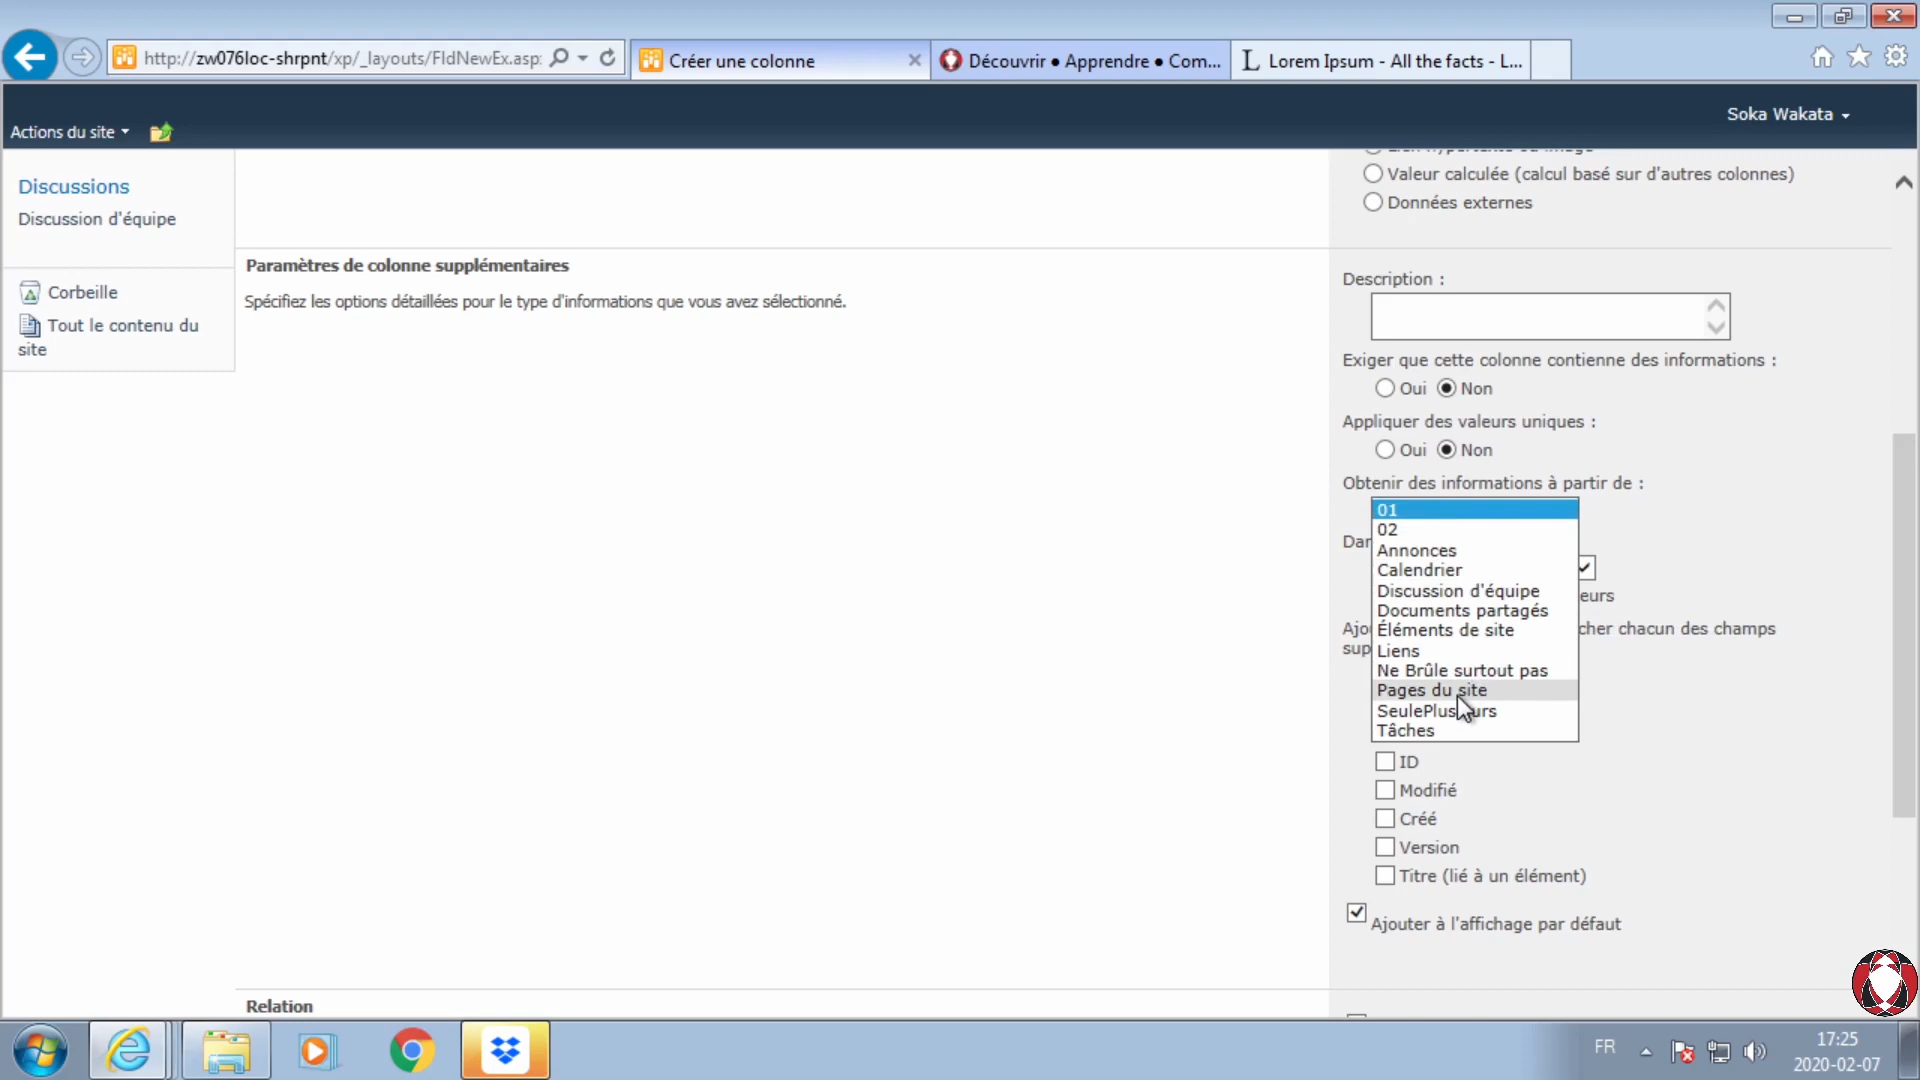 http://zw076loc-shrpnt/xp/_layouts/FldNewEx.asp:
Créer une colonne
Découvrir ● Apprendre ● Com...
L Lorem Ipsum - All the facts - L...
Soka Wakata
Actions du site
Discussions
Discussion d'équipe
Corbeille
Tout le contenu du
site
Valeur calculée (calcul basé sur d'autres colonnes)
Données externes
Paramètres de colonne supplémentaires
Spécifiez les options détaillées pour le type d'informations que vous avez sélectionné.
Description :
Exiger que cette colonne contienne des informations :
Oui Non
Appliquer des valeurs uniques :
Oui Non
Obtenir des informations à partir de :
01
02
Annonces
Calendrier
Discussion d'équipe
Documents partagés
Éléments de site
Liens
Ne Brûle surtout pas
Pages du site
Tâches
cher chacun des champs
ID
Modifié
Créé
Version
Titre (lié à un élément)
Ajouter à l'affichage par défaut
Relation
FR
17:25
2020-02-07